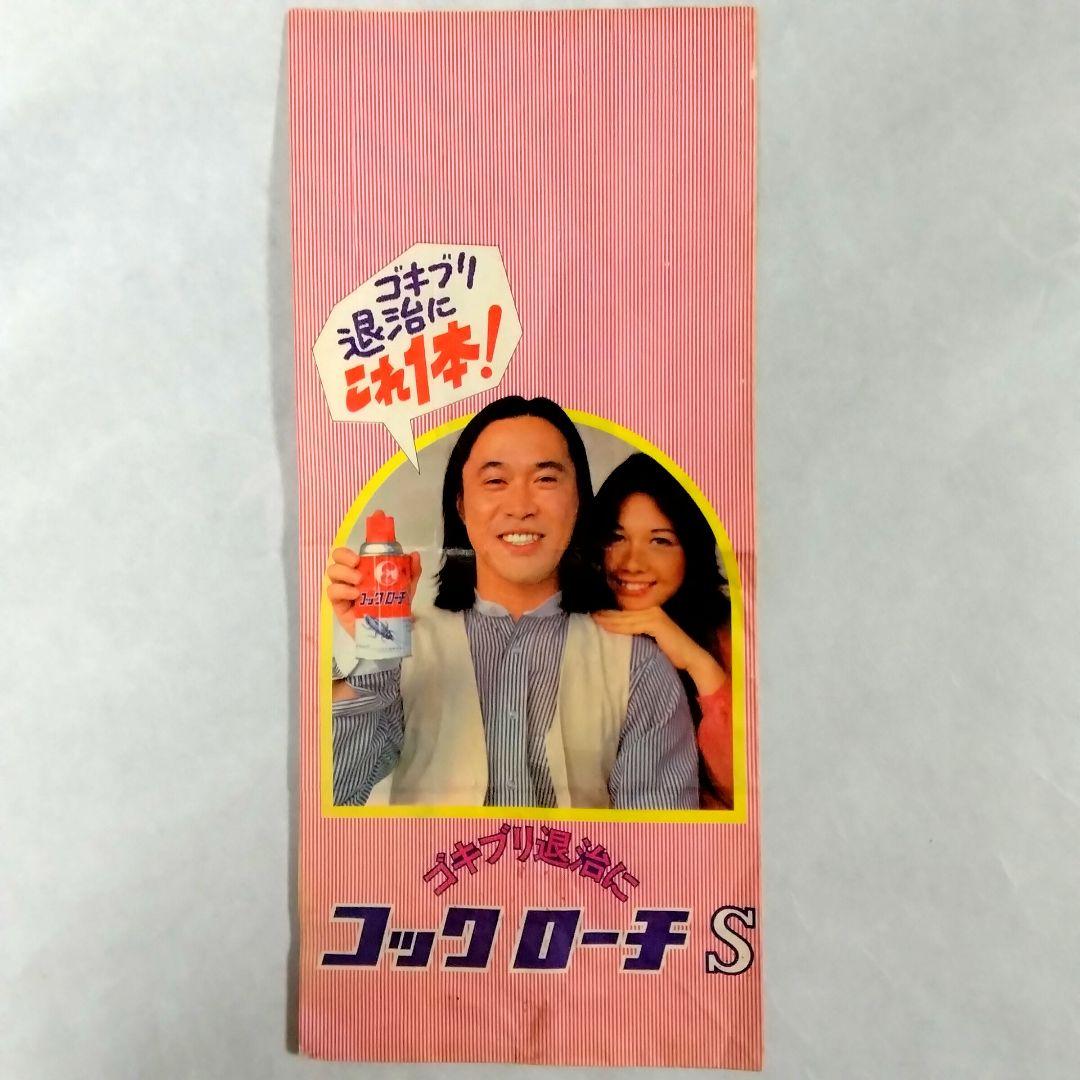 ゴキブリ
退治に
これ1本!
コックローチ
ゴキブリ退治に
コックローチS